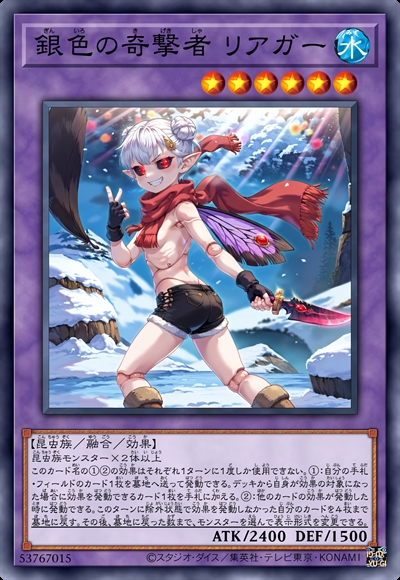 銀色の奇撃者 リアガー
水
【昆虫族/融合/効果】
昆虫族モンスター×2体以上
このカード名の①②の効果はそれぞれ1ターンに1度しか使用できない。①:自分の手札
・フィールドのカード1枚を墓地へ送って発動できる。デッキから自身が効果の対象になっ
た場合に効果を発動できるカード1枚を手札に加える。②:他のカードの効果が発動した
時に発動できる。このターンに除外状態で効果を発動しなかった自分のカードを4枚まで
墓地に戻す。その後、墓地に戻った数まで、モンスターを選んで表示形式を変更できる。
ATK/2400 DEF/1500
53767015
©スタジオ・ダイス/集英社・テレビ東京・KONAMI